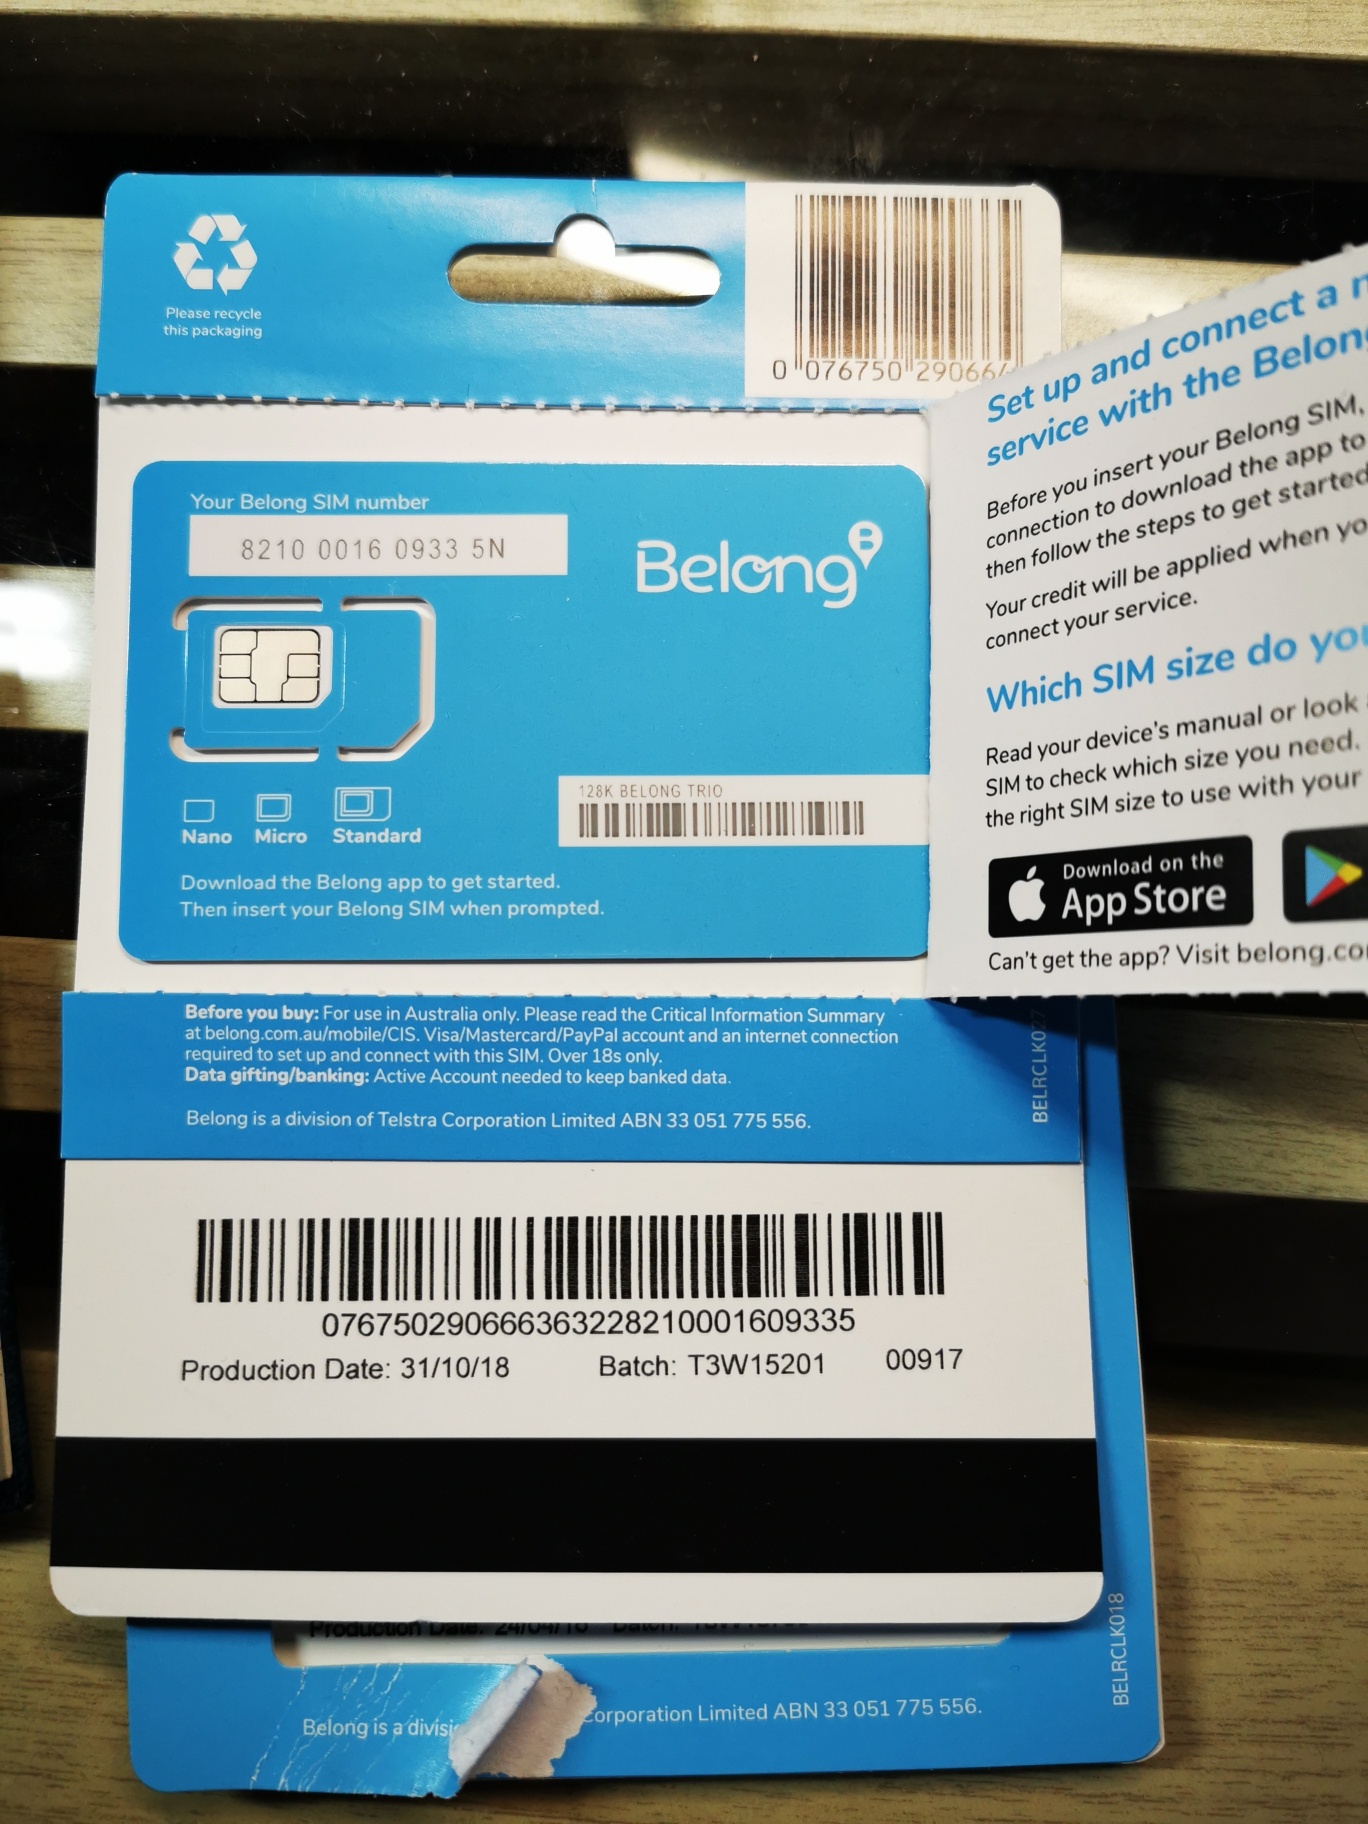 Please recycle
this packaging
0 076750 29066
Your Belong SIM number
8210 0016 0933 5N
Belong
B
128K BELONG TRIO
Nano Micro Standard
Download the Belong app to get started.
Then insert your Belong SIM when prompted.
Set up and connect a
service with the Belong
Before you insert your Belong SIM,
connection to download the app to
then follow the steps to get started
Your credit will be applied when
connect your service.
Which SIM size do
Read your device's manual or look
SIM to check which size you need.
the right SIM size to use with your
Download on the
App Store
Can't get the app? Visit
Before you buy: For use in Australia only. Please read the Critical Information Summary
at belong.com.au/mobile/CIS. Visa/Mastercard/PayPal account and an internet connection
required to set up and connect with this SIM. Over 18s only.
Data gifting/banking: Active Account needed to keep banked data.
Belong is a division of Telstra Corporation Limited ABN 33 051 775 556.
BELRCLK027
076750290666363228210001609335
Production Date: 31/10/18 Batch: T3W15201 00917
Production Date:
Belong is a
Corporation Limited ABN 33 051 775 556.
BELRCLK018